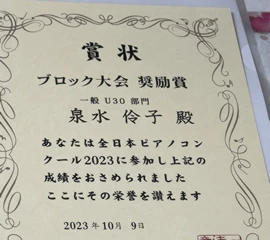 賞状
ブロック大会 奨励賞
一般 U30 部門
泉水 伶子 殿
あなたは全日本ピアノコン
クール2023に参加し上記の
成績をおさめられました
ここにその栄誉を讃えます
2023年10月 9日